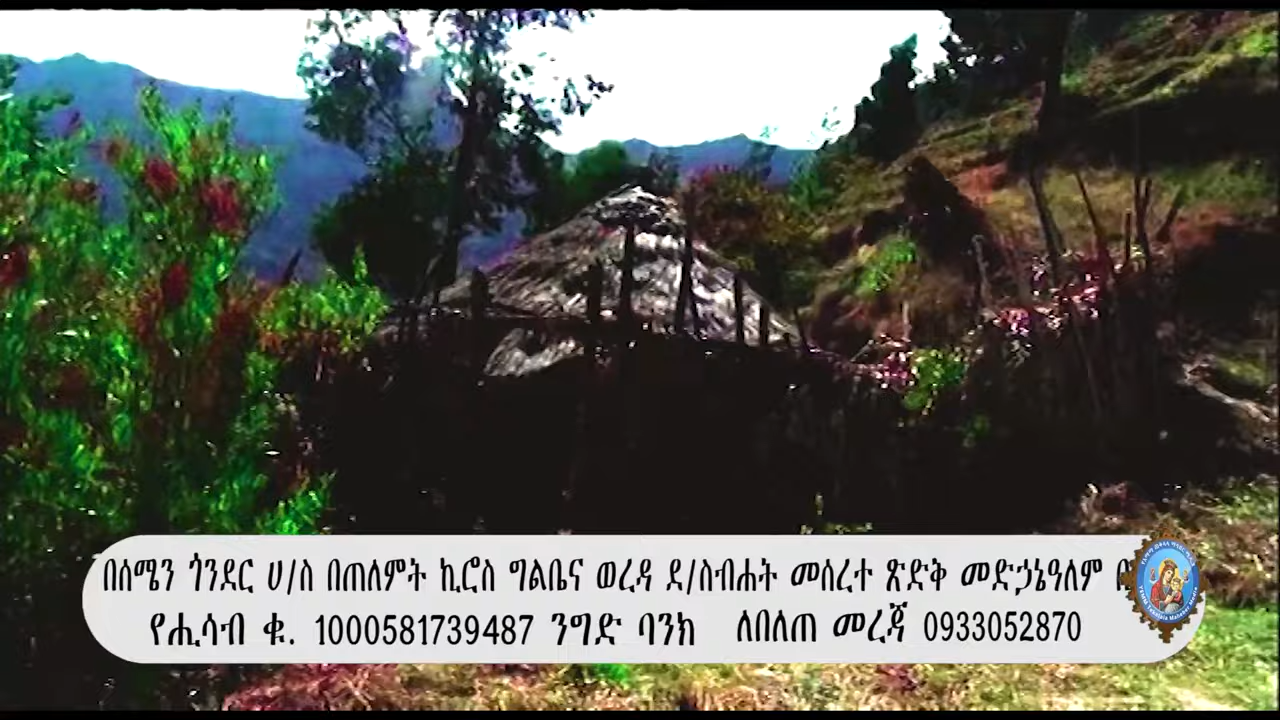 በሰሜን ጎንደር ሀ/ስ በጠለምት ኪሮስ ግልቤና ወረዳ ደ/ስብሐት መሰረተ ጽድቅ መድኃኔዓለም
የሒሳብ ቁ. 1000581739487 ንግድ ባንክ ለበለጠ መረጃ 0933052870